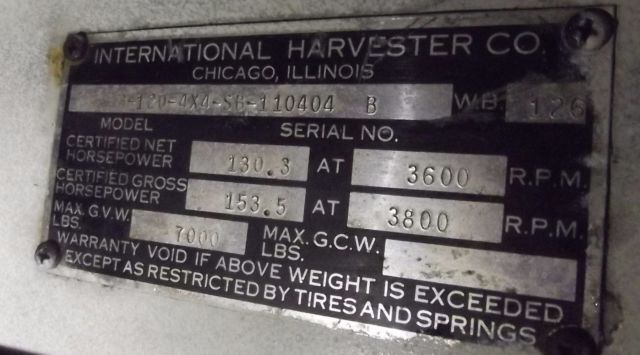 INTERNATIONAL HARVESTER CO.
CHICAGO, ILLINOIS
-120-4X4-SB-110404 B W.B. 126
MODEL SERIAL NO.
CERTIFIED NET HORSEPOWER 130.3 AT 3600 R.P.M.
CERTIFIED GROSS HORSEPOWER 153.5 AT 3800 R.P.M.
MAX. G.V.W. LBS. 7000 MAX. G.C.W. LBS.
WARRANTY VOID IF ABOVE WEIGHT IS EXCEEDED
EXCEPT AS RESTRICTED BY TIRES AND SPRINGS